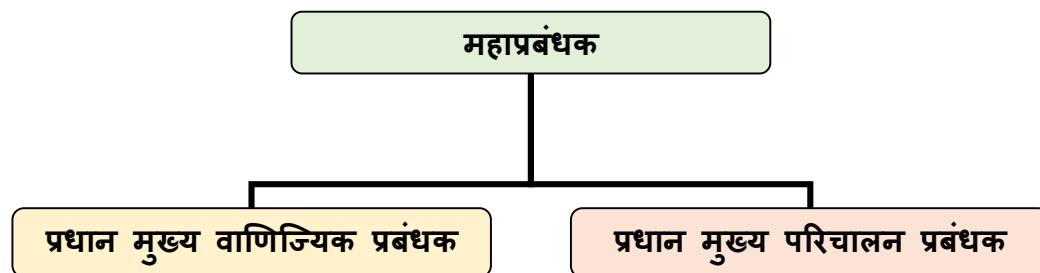 महाप्रबंधक
प्रधान मुख्य वाणिज्यिक प्रबंधक
प्रधान मुख्य परिचालन प्रबंधक